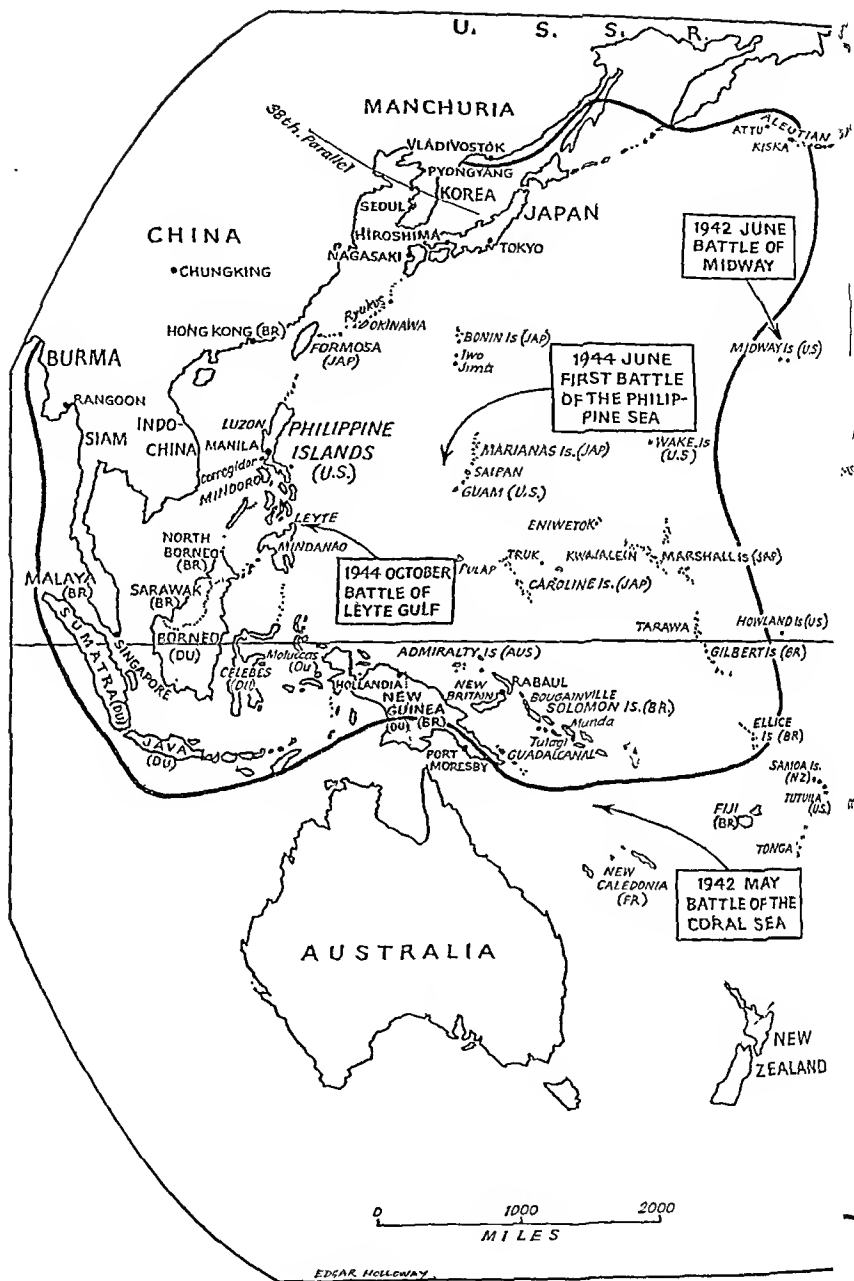 U. S. S. R.
MANCHURIA
38th. Parallel
VLADIVOSTOK
PYONGYANG
KOREA
SEOUL
JAPAN
HIROSHIMA
NAGASAKI
TOKYO
ALEUTIAN
ATTU
KISKA
1942 JUNE
BATTLE OF
MIDWAY
CHINA
CHUNGKING
Ryukus
OKINAWA
HONG KONG (BR)
FORMOSA
(JAP)
BONIN IS (JAP)
Iwo
Jima
MIDWAY IS (U.S)
BURMA
RANGOON
SIAM
INDO-
CHINA
1944 JUNE
FIRST BATTLE
OF THE PHILIP-
PINE SEA
LUZON
MANILA
Corregidor
MINDORO
PHILIPPINE
ISLANDS
(U.S.)
MARIANAS IS. (JAP)
SAIPAN
GUAM (U.S.)
WAKE. IS
(U.S)
LEYTE
MINDANAO
ENIWETOK
NORTH
BORNEO
(BR)
1944 OCTOBER
BATTLE OF
LEYTE GULF
PULAP
TRUK
KWAJALEIN
MARSHALL IS (JAP)
CAROLINE IS. (JAP)
MALAYA
(BR)
SARAWAK
(BR)
SUMATRA (DU)
SINGAPORE
BORNEO
(DU)
CELEBES
(DU)
Moluccas
(Du)
TARAWA
HOWLAND IS (US)
GILBERT IS (BR)
ADMIRALTY IS (AUS)
HOLLANDIA
NEW
GUINEA
(DU) (BR)
NEW
BRITAIN
RABAUL
BOUGAINVILLE
SOLOMON IS. (BR)
Munda
Tulagi
GUADALCANAL
JAVA
(DU)
PORT
MORESBY
ELLICE
IS (BR)
SAMOA IS.
(NZ)
TUTUILA
(U.S.)
FIJI
(BR)
TONGA
NEW
CALEDONIA
(FR)
1942 MAY
BATTLE OF THE
CORAL SEA
AUSTRALIA
NEW
ZEALAND
0 1000 2000
MILES
EDGAR HOLLOWAY.